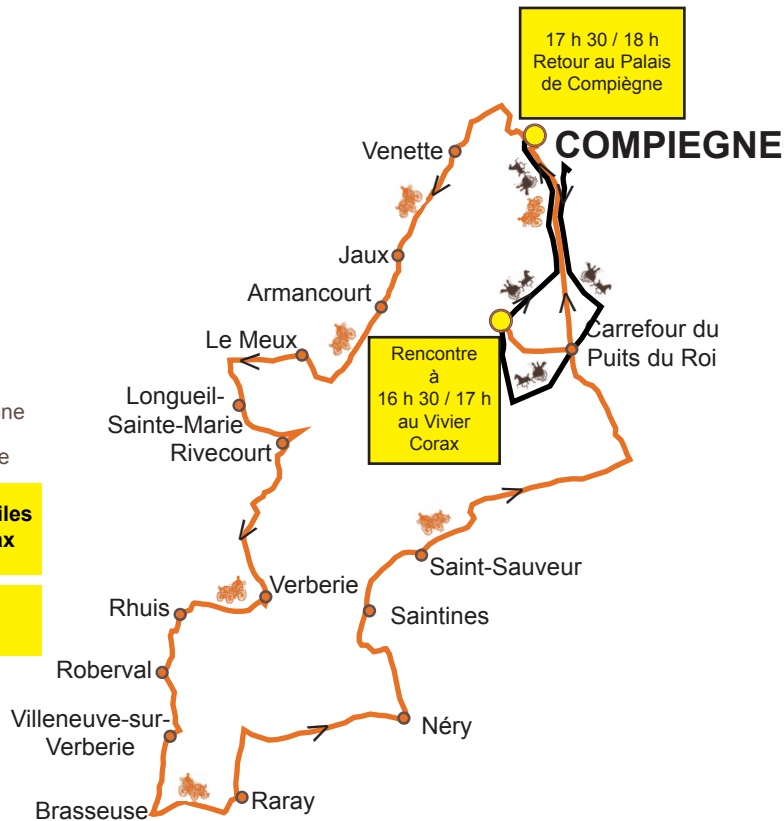 17 h 30 / 18 h
Retour au Palais
de Compiègne
COMPIEGNE
Venette
Jaux
Armancourt
Le Meux
Carrefour du
Puits du Roi
Rencontre
à
16 h 30 / 17 h
au Vivier
Corax
Longueil-
Sainte-Marie
Rivecourt
Saint-Sauveur
Verberie
Rhuis
Saintines
Roberval
Villeneuve-sur-
Verberie
Néry
Brasseuse
Raray